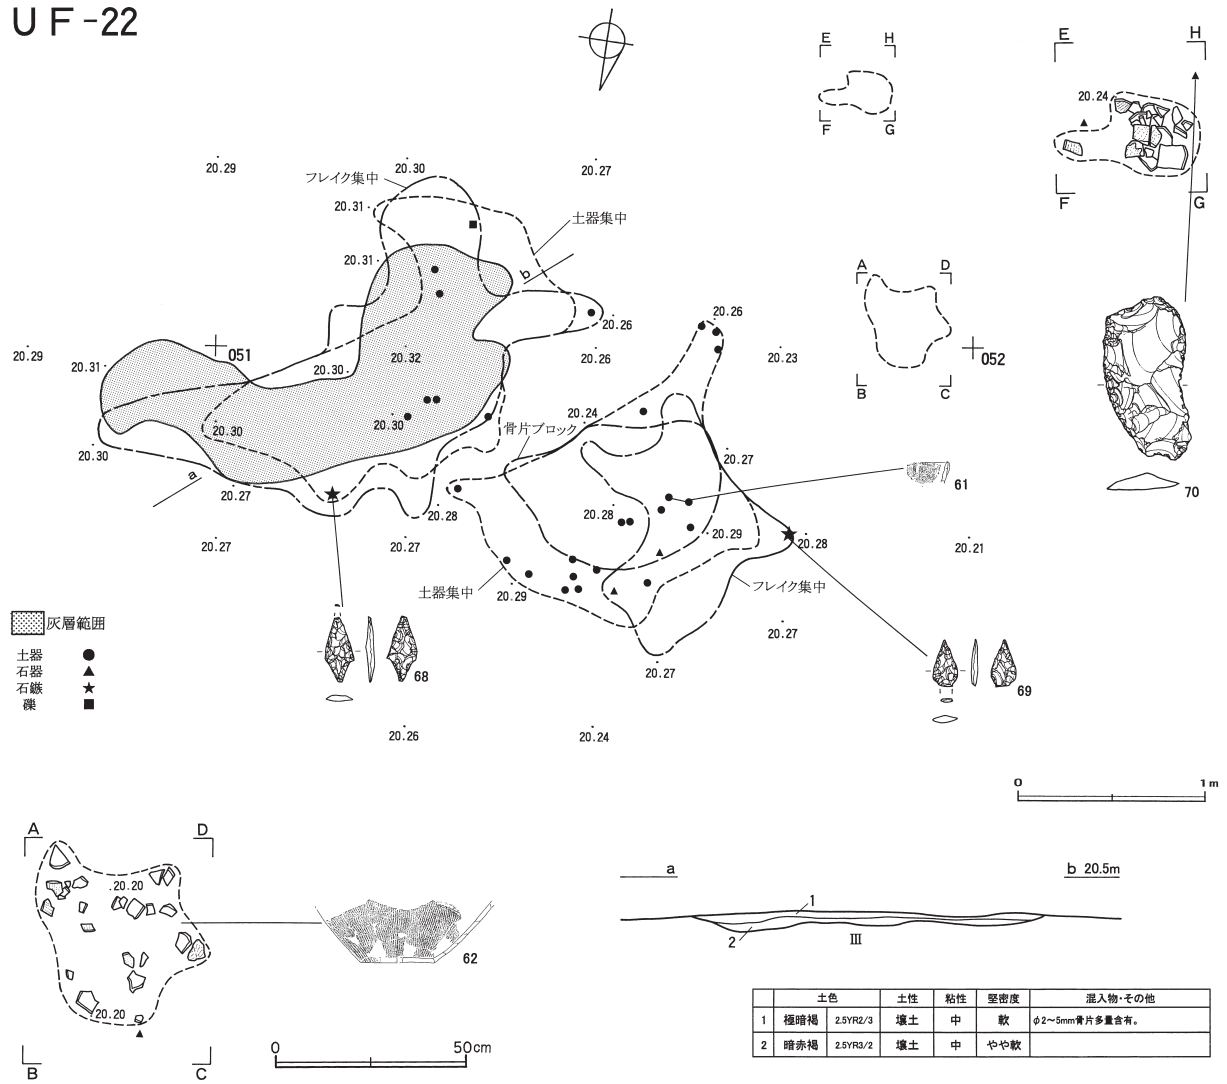 UF-22
E H
F G
E H
20.24
F G
20.29
20.30
20.27
フレイク集中
20.31
土器集中
20.31
b
A D
20.26
20.26
20.29
051
20.32
20.26
20.23
052
20.31
20.30
B C
20.24
20.30
20.30
骨片ブロック
20.30
20.27
a
20.27
61
70
20.28
20.28
20.29
20.28
20.27
20.27
20.21
土器集中
20.29
フレイク集中
灰層範囲
20.27
土器
石器
68
20.27
69
石鏃
礫
20.26
20.24
0 1m
A D
20.20
a
b 20.5m
1
2
Ⅲ
62
20.20
B C
0 50cm
土色 土性 粘性 堅密度 混入物・その他
1 極暗褐 2.5YR2/3 壤土 中 軟 φ2〜5mm骨片多量含有。
2 暗赤褐 2.5YR3/2 壤土 中 やや軟